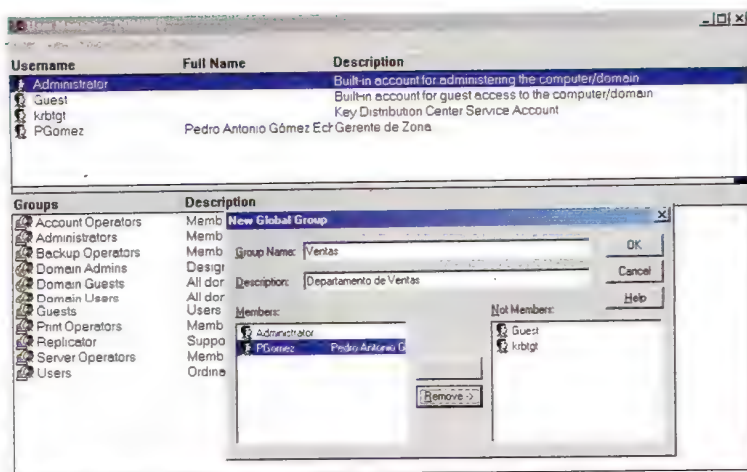 Username Full Name Description
Administrator Built-in account for administering the computer/domain
Guest Built-in account for guest access to the computer/domain
krbtgt Key Distribution Center Service Account
PGomez Pedro Antonio Gómez Ech Gerente de Zona
Groups Description
Account Operators Memb
Administrators Memb
Backup Operators Memb
Domain Admins Design
Domain Guests All dor
Domain Users All dor
Guests Users
Print Operators Memb
Replicator Suppo
Server Operators Memb
Users Ordina
New Global Group
Group Name: Ventas
OK
Description: Departamento de Ventas
Cancel
Help
Members:
Administrator
PGomez Pedro Antonio G
Not Members:
Guest
krbtgt
Remove ->